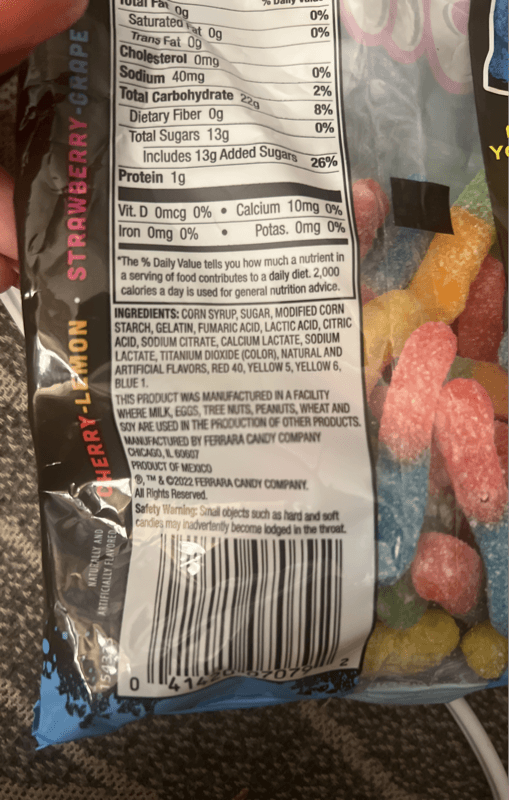 % Daily Value
Total Fat 0g 0%
Saturated Fat 0g 0%
Trans Fat 0g
Cholesterol 0mg 0%
Sodium 40mg 2%
Total Carbohydrate 22g 8%
Dietary Fiber 0g 0%
Total Sugars 13g
Includes 13g Added Sugars 26%
Protein 1g
Vit. D 0mcg 0% • Calcium 10mg 0%
Iron 0mg 0% • Potas. 0mg 0%
*The % Daily Value tells you how much a nutrient in
a serving of food contributes to a daily diet. 2,000
calories a day is used for general nutrition advice.
INGREDIENTS: CORN SYRUP, SUGAR, MODIFIED CORN
STARCH, GELATIN, FUMARIC ACID, LACTIC ACID, CITRIC
ACID, SODIUM CITRATE, CALCIUM LACTATE, SODIUM
LACTATE, TITANIUM DIOXIDE (COLOR), NATURAL AND
ARTIFICIAL FLAVORS, RED 40, YELLOW 5, YELLOW 6,
BLUE 1.
THIS PRODUCT WAS MANUFACTURED IN A FACILITY
WHERE MILK, EGGS, TREE NUTS, PEANUTS, WHEAT AND
SOY ARE USED IN THE PRODUCTION OF OTHER PRODUCTS.
MANUFACTURED BY FERRARA CANDY COMPANY
CHICAGO, IL 60607
PRODUCT OF MEXICO
®, ™ & ©2022 FERRARA CANDY COMPANY.
All Rights Reserved.
Safety Warning: Small objects such as hard and soft
candies may inadvertently become lodged in the throat.
CHERRY-LEMON • STRAWBERRY-GRAPE
NATURALLY AND
ARTIFICIALLY FLAVORED